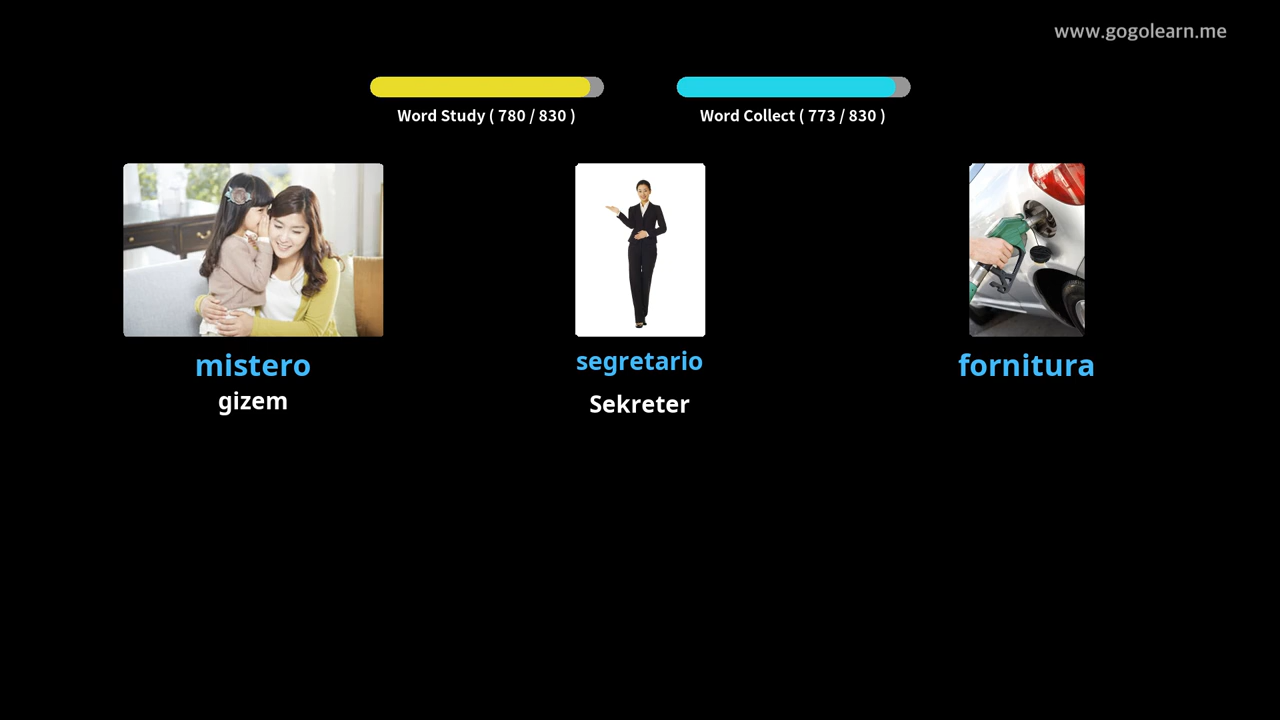 www.gogolearn.me
Word Study ( 780 / 830 )
Word Collect ( 773 / 830 )
mistero
gizem
segretario
Sekreter
fornitura